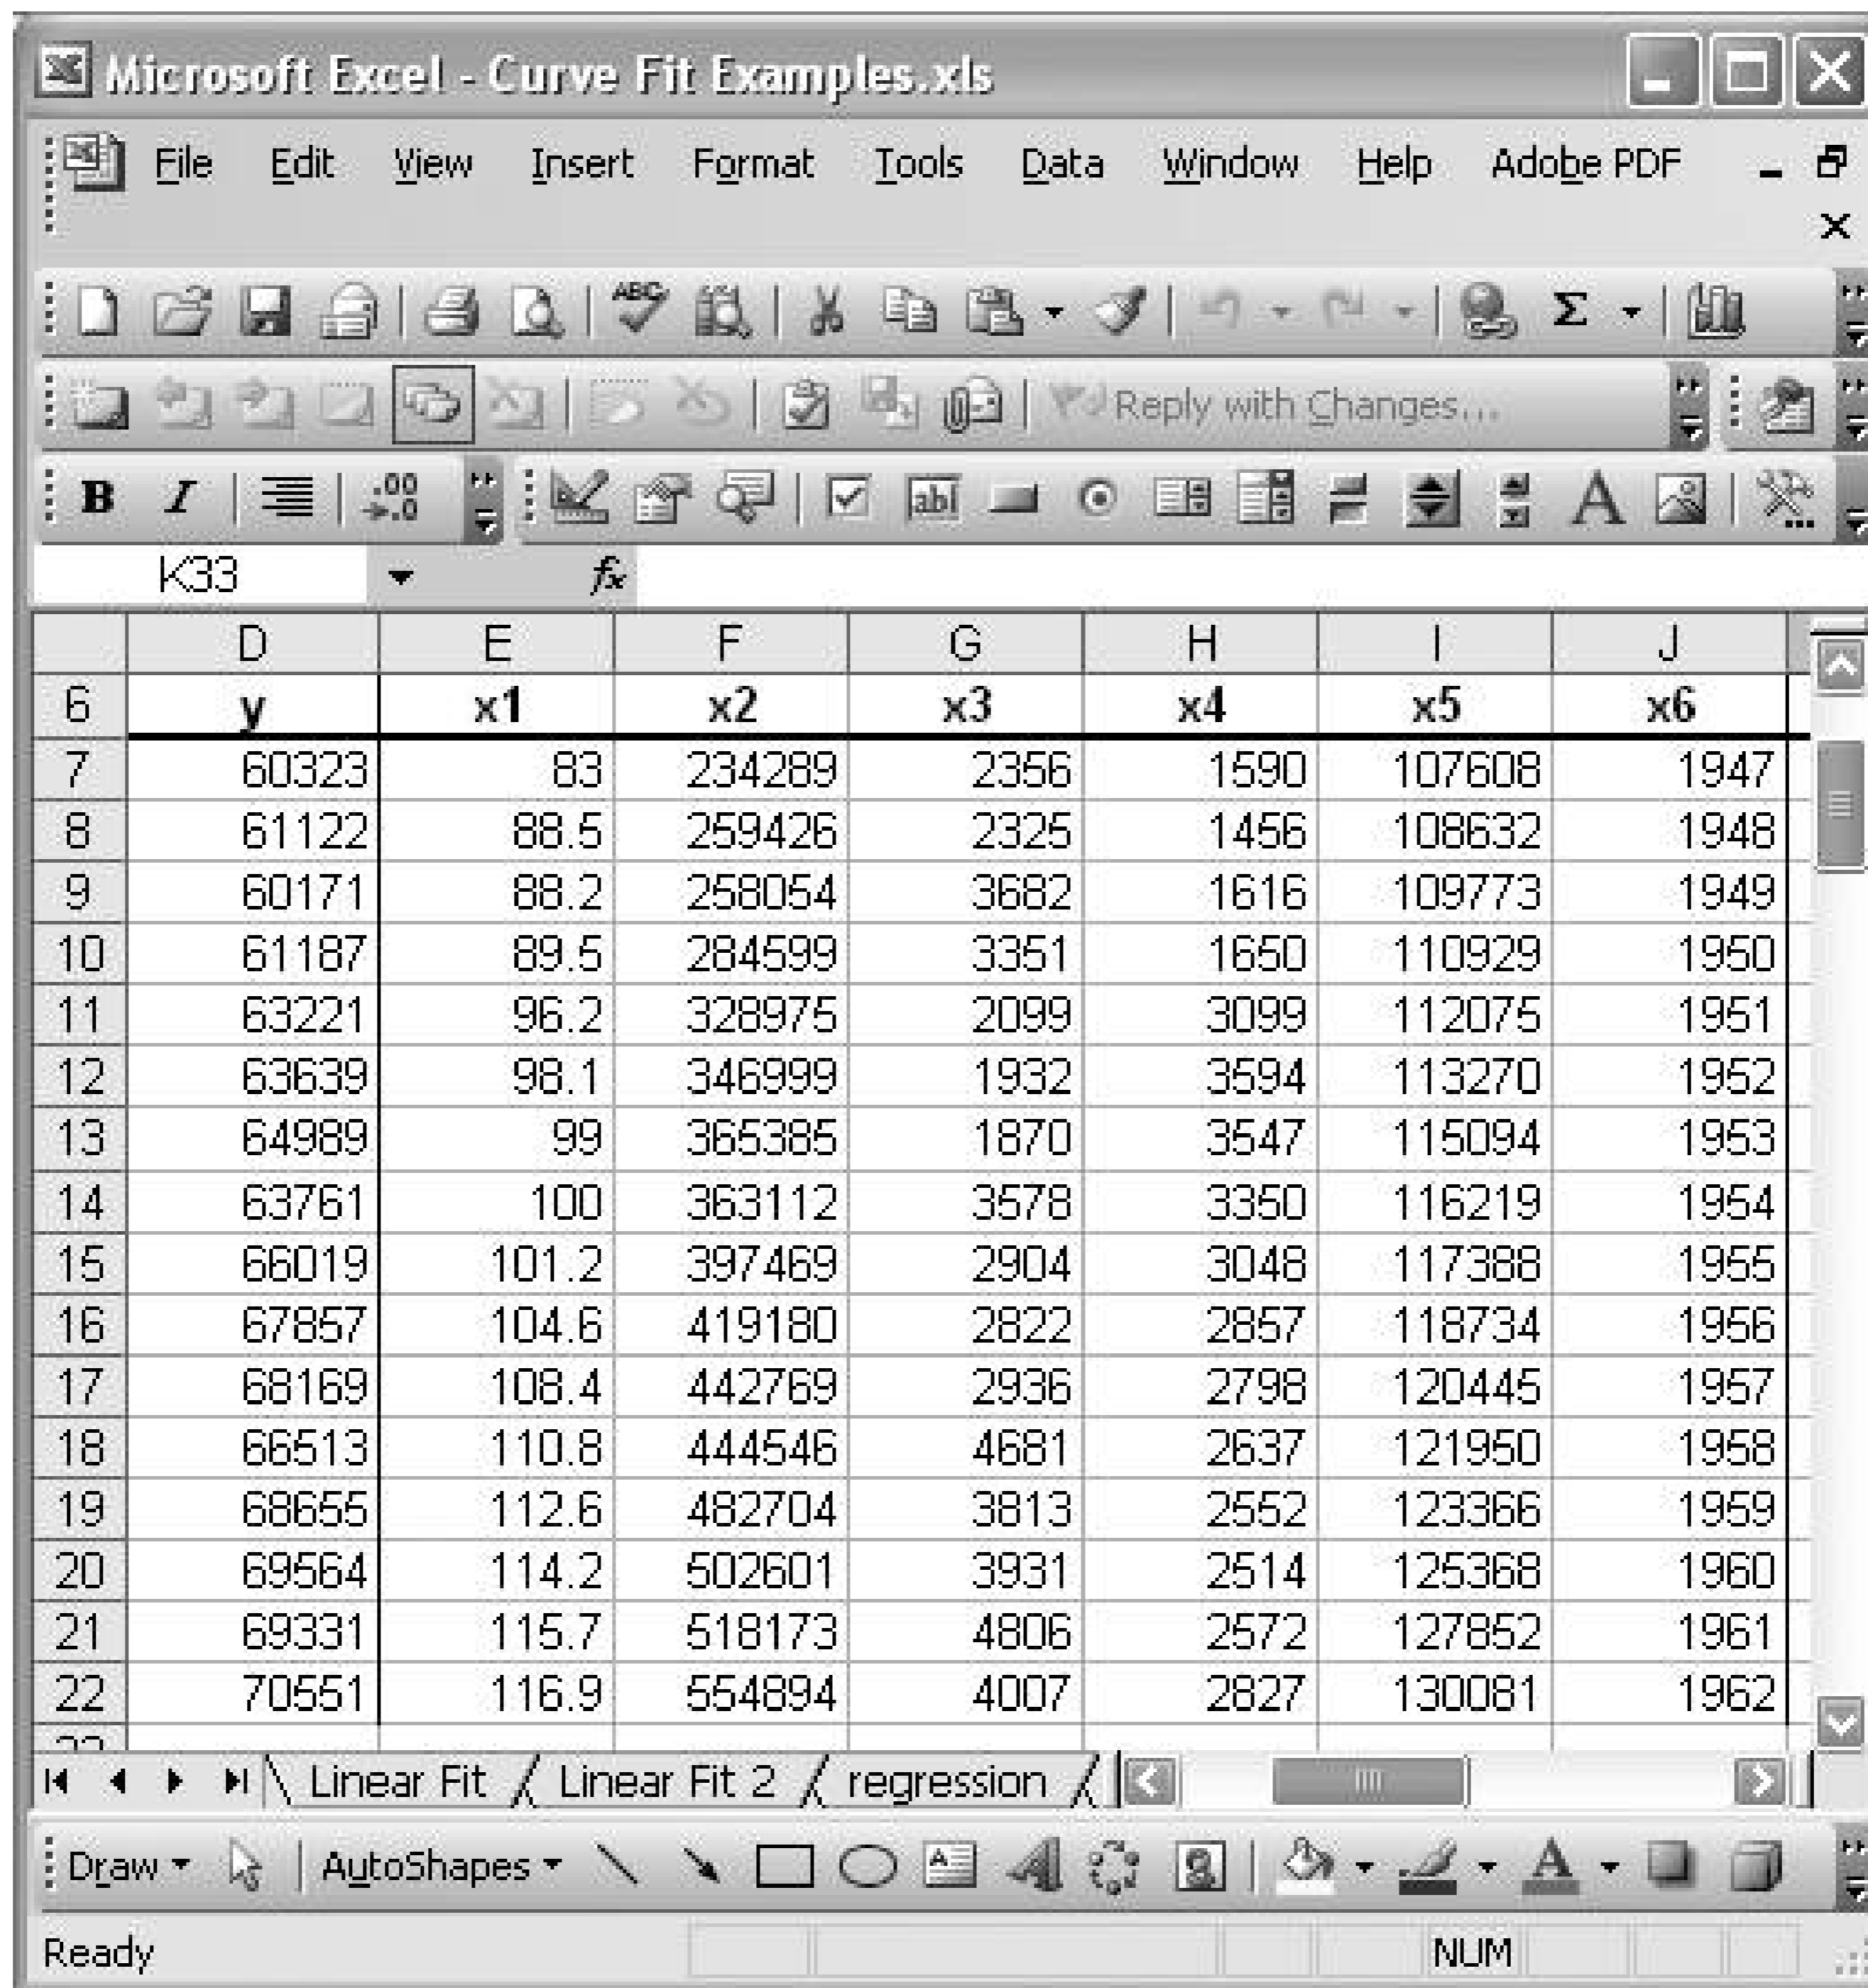 Microsoft Excel - Curve Fit Examples.xls
File Edit View Insert Format Tools Data Window Help Adobe PDF
ABC Σ
Reply with Changes...
B I .00 .0 abl A
K33 fx
D E F G H I J
6 y x1 x2 x3 x4 x5 x6
7 60323 83 234289 2356 1590 107608 1947
8 61122 88.5 259426 2325 1456 108632 1948
9 60171 88.2 258054 3682 1616 109773 1949
10 61187 89.5 284599 3351 1650 110929 1950
11 63221 96.2 328975 2099 3099 112075 1951
12 63639 98.1 346999 1932 3594 113270 1952
13 64989 99 365385 1870 3547 115094 1953
14 63761 100 363112 3578 3350 116219 1954
15 66019 101.2 397469 2904 3048 117388 1955
16 67857 104.6 419180 2822 2857 118734 1956
17 68169 108.4 442769 2936 2798 120445 1957
18 66513 110.8 444546 4681 2637 121950 1958
19 68655 112.6 482704 3813 2552 123366 1959
20 69564 114.2 502601 3931 2514 125368 1960
21 69331 115.7 518173 4806 2572 127852 1961
22 70551 116.9 554894 4007 2827 130081 1962
Linear Fit Linear Fit 2 regression
Draw AutoShapes A A A
Ready NUM